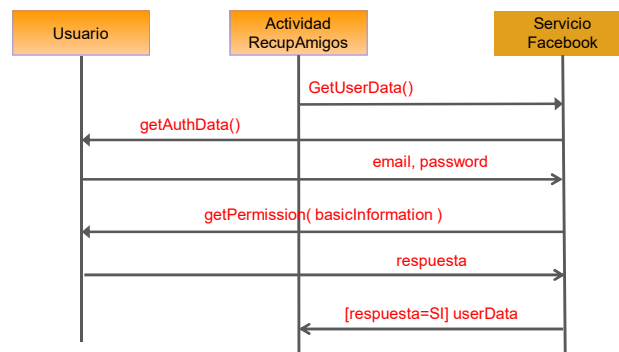 Usuario
Actividad
RecupAmigos
Servicio
Facebook
GetUserData()
getAuthData()
email, password
getPermission( basicInformation )
respuesta
[respuesta=SI] userData